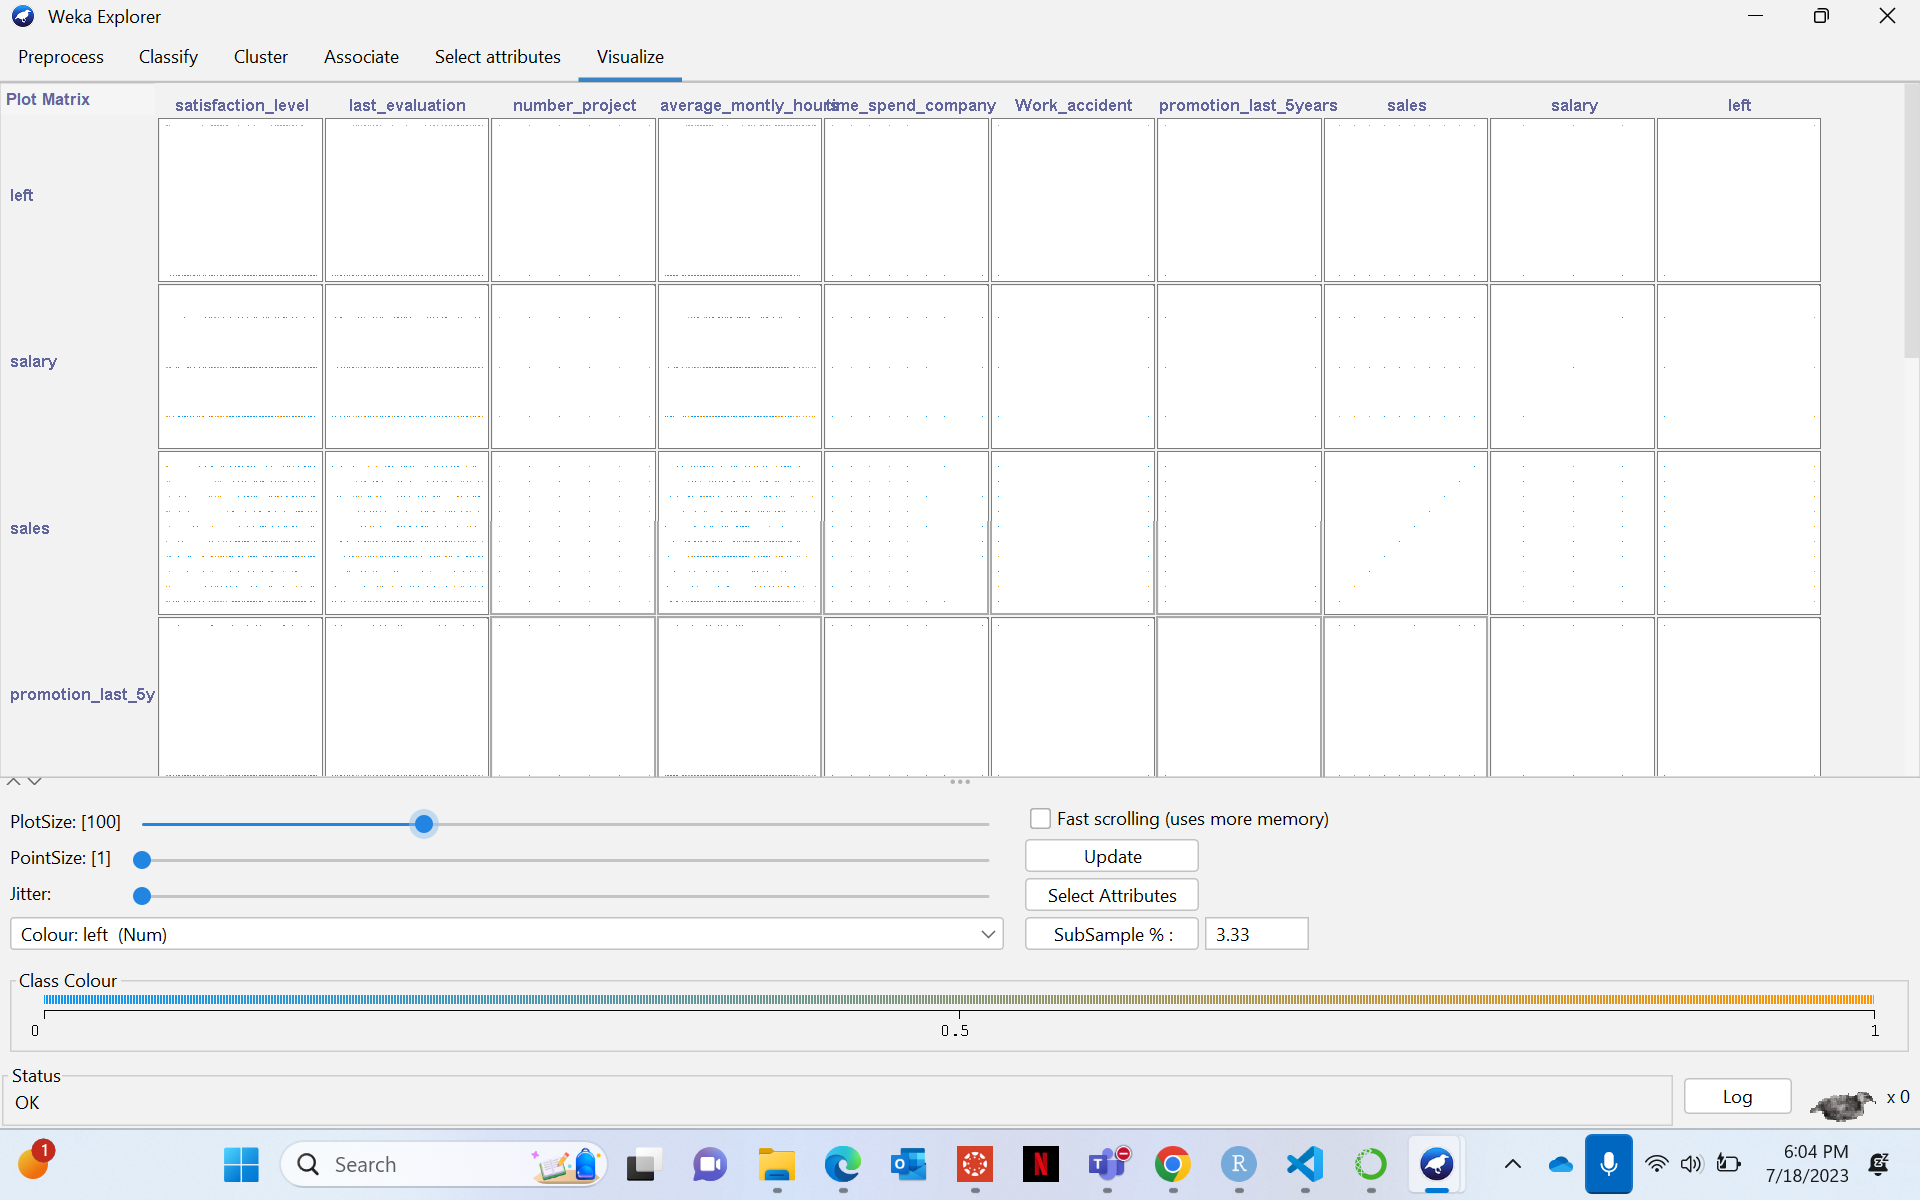 Weka Explorer
Preprocess Classify Cluster Associate Select attributes Visualize
Plot Matrix
satisfaction_level last_evaluation number_project average_montly_hours time_spend_company Work_accident promotion_last_5years sales salary left
left
salary
sales
promotion_last_5y
PlotSize: [100]
Fast scrolling (uses more memory)
PointSize: [1]
Update
Jitter:
Select Attributes
Colour: left (Num)
SubSample % : 3.33
Class Colour
0 0.5 1
Status
OK
Log
x 0
1
Search
N
T
R
6:04 PM
7/18/2023